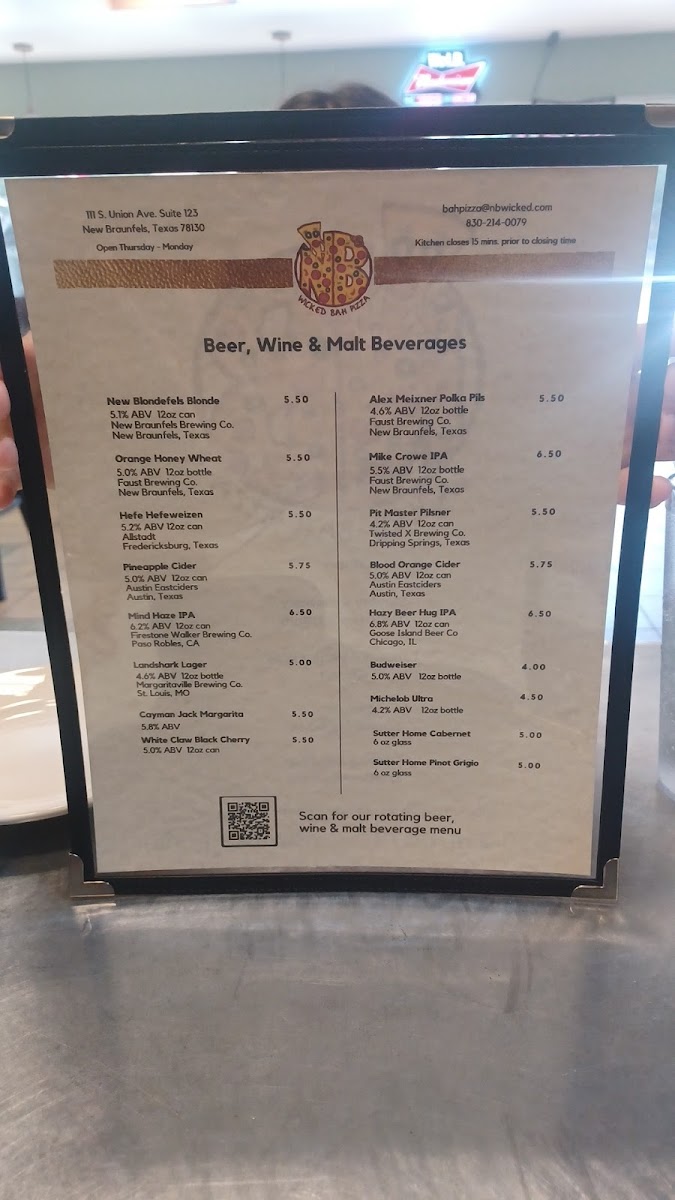 Budweiser
111 S. Union Ave. Suite 123
New Braunfels, Texas 78130
Open Thursday - Monday
bahpizza@nbwicked.com
830-214-0079
Kitchen closes 15 mins. prior to closing time
WICKED BAH PIZZA
Beer, Wine & Malt Beverages
New Blondefels Blonde 5.50
5.1% ABV 12oz can
New Braunfels Brewing Co.
New Braunfels, Texas
Orange Honey Wheat 5.50
5.0% ABV 12oz bottle
Faust Brewing Co.
New Braunfels, Texas
Hefe Hefeweizen 5.50
5.2% ABV 12oz can
Altstadt
Fredericksburg, Texas
Pineapple Cider 5.75
5.0% ABV 12oz can
Austin Eastciders
Austin, Texas
Mind Haze IPA 6.50
6.2% ABV 12oz can
Firestone Walker Brewing Co.
Paso Robles, CA
Landshark Lager 5.00
4.6% ABV 12oz bottle
Margaritaville Brewing Co.
St. Louis, MO
Cayman Jack Margarita 5.50
5.8% ABV
White Claw Black Cherry 5.50
5.0% ABV 12oz can
Alex Meixner Polka Pils 5.50
4.6% ABV 12oz bottle
Faust Brewing Co.
New Braunfels, Texas
Mike Crowe IPA 6.50
5.5% ABV 12oz bottle
Faust Brewing Co.
New Braunfels, Texas
Pit Master Pilsner 5.50
4.2% ABV 12oz can
Twisted X Brewing Co.
Dripping Springs, Texas
Blood Orange Cider 5.75
5.0% ABV 12oz can
Austin Eastciders
Austin, Texas
Hazy Beer Hug IPA 6.50
6.8% ABV 12oz can
Goose Island Beer Co
Chicago, IL
Budweiser 4.00
5.0% ABV 12oz bottle
Michelob Ultra 4.50
4.2% ABV 12oz bottle
Sutter Home Cabernet 5.00
6 oz glass
Sutter Home Pinot Grigio 5.00
6 oz glass
Scan for our rotating beer,
wine & malt beverage menu